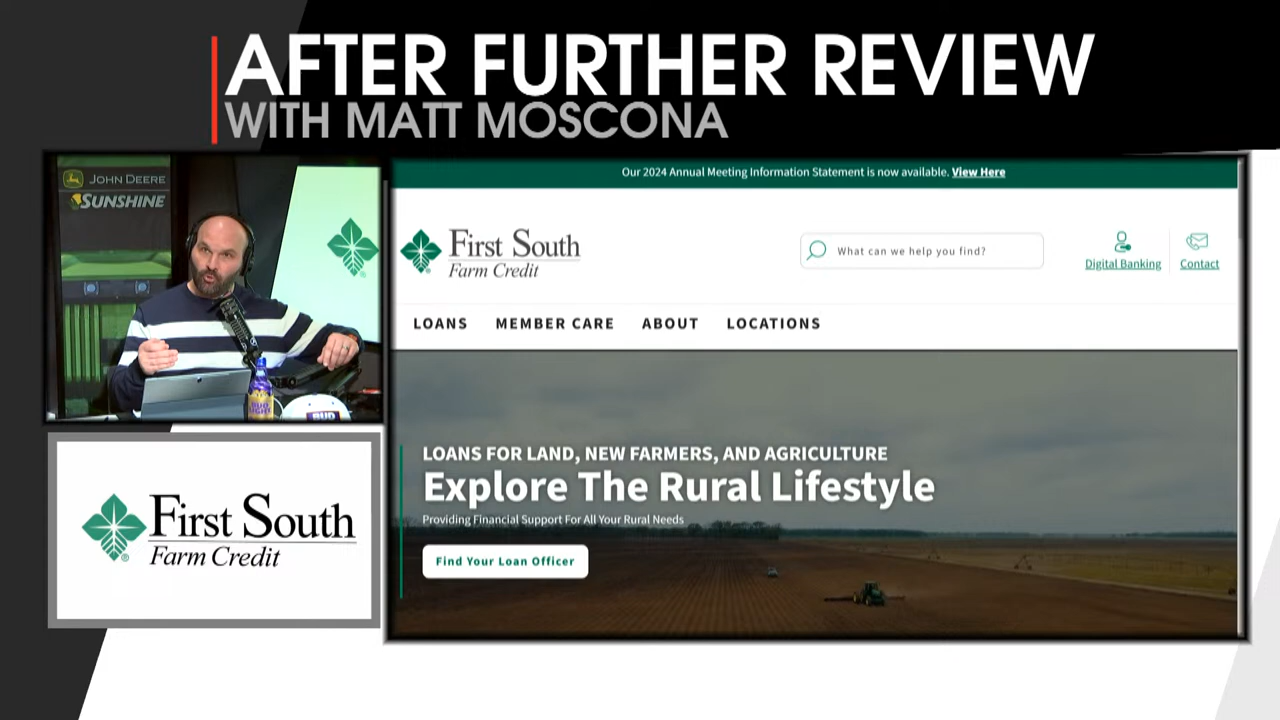 AFTER FURTHER REVIEW
WITH MATT MOSCONA
JOHN DEERE
SUNSHINE
BUD
LIGHT
BUD
First South
Farm Credit
®
Our 2024 Annual Meeting Information Statement is now available. View Here
First South
Farm Credit
What can we help you find?
Digital Banking
Contact
LOANS MEMBER CARE ABOUT LOCATIONS
LOANS FOR LAND, NEW FARMERS, AND AGRICULTURE
Explore The Rural Lifestyle
Providing Financial Support For All Your Rural Needs
Find Your Loan Officer